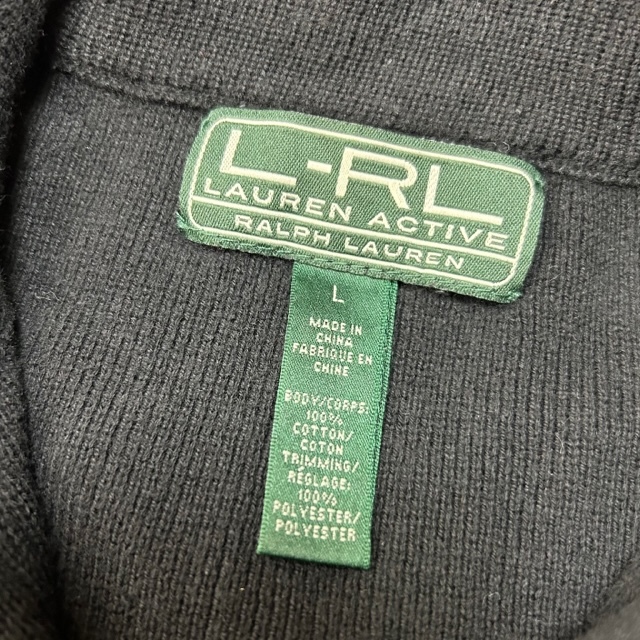 L-RL
LAUREN ACTIVE
RALPH LAUREN
L
MADE IN
CHINA
FABRIQUE EN
CHINE
BODY/CORPS:
100%
COTTON/
COTON
TRIMMING/
RÉGLAGE:
100%
POLYESTER/
POLYESTER